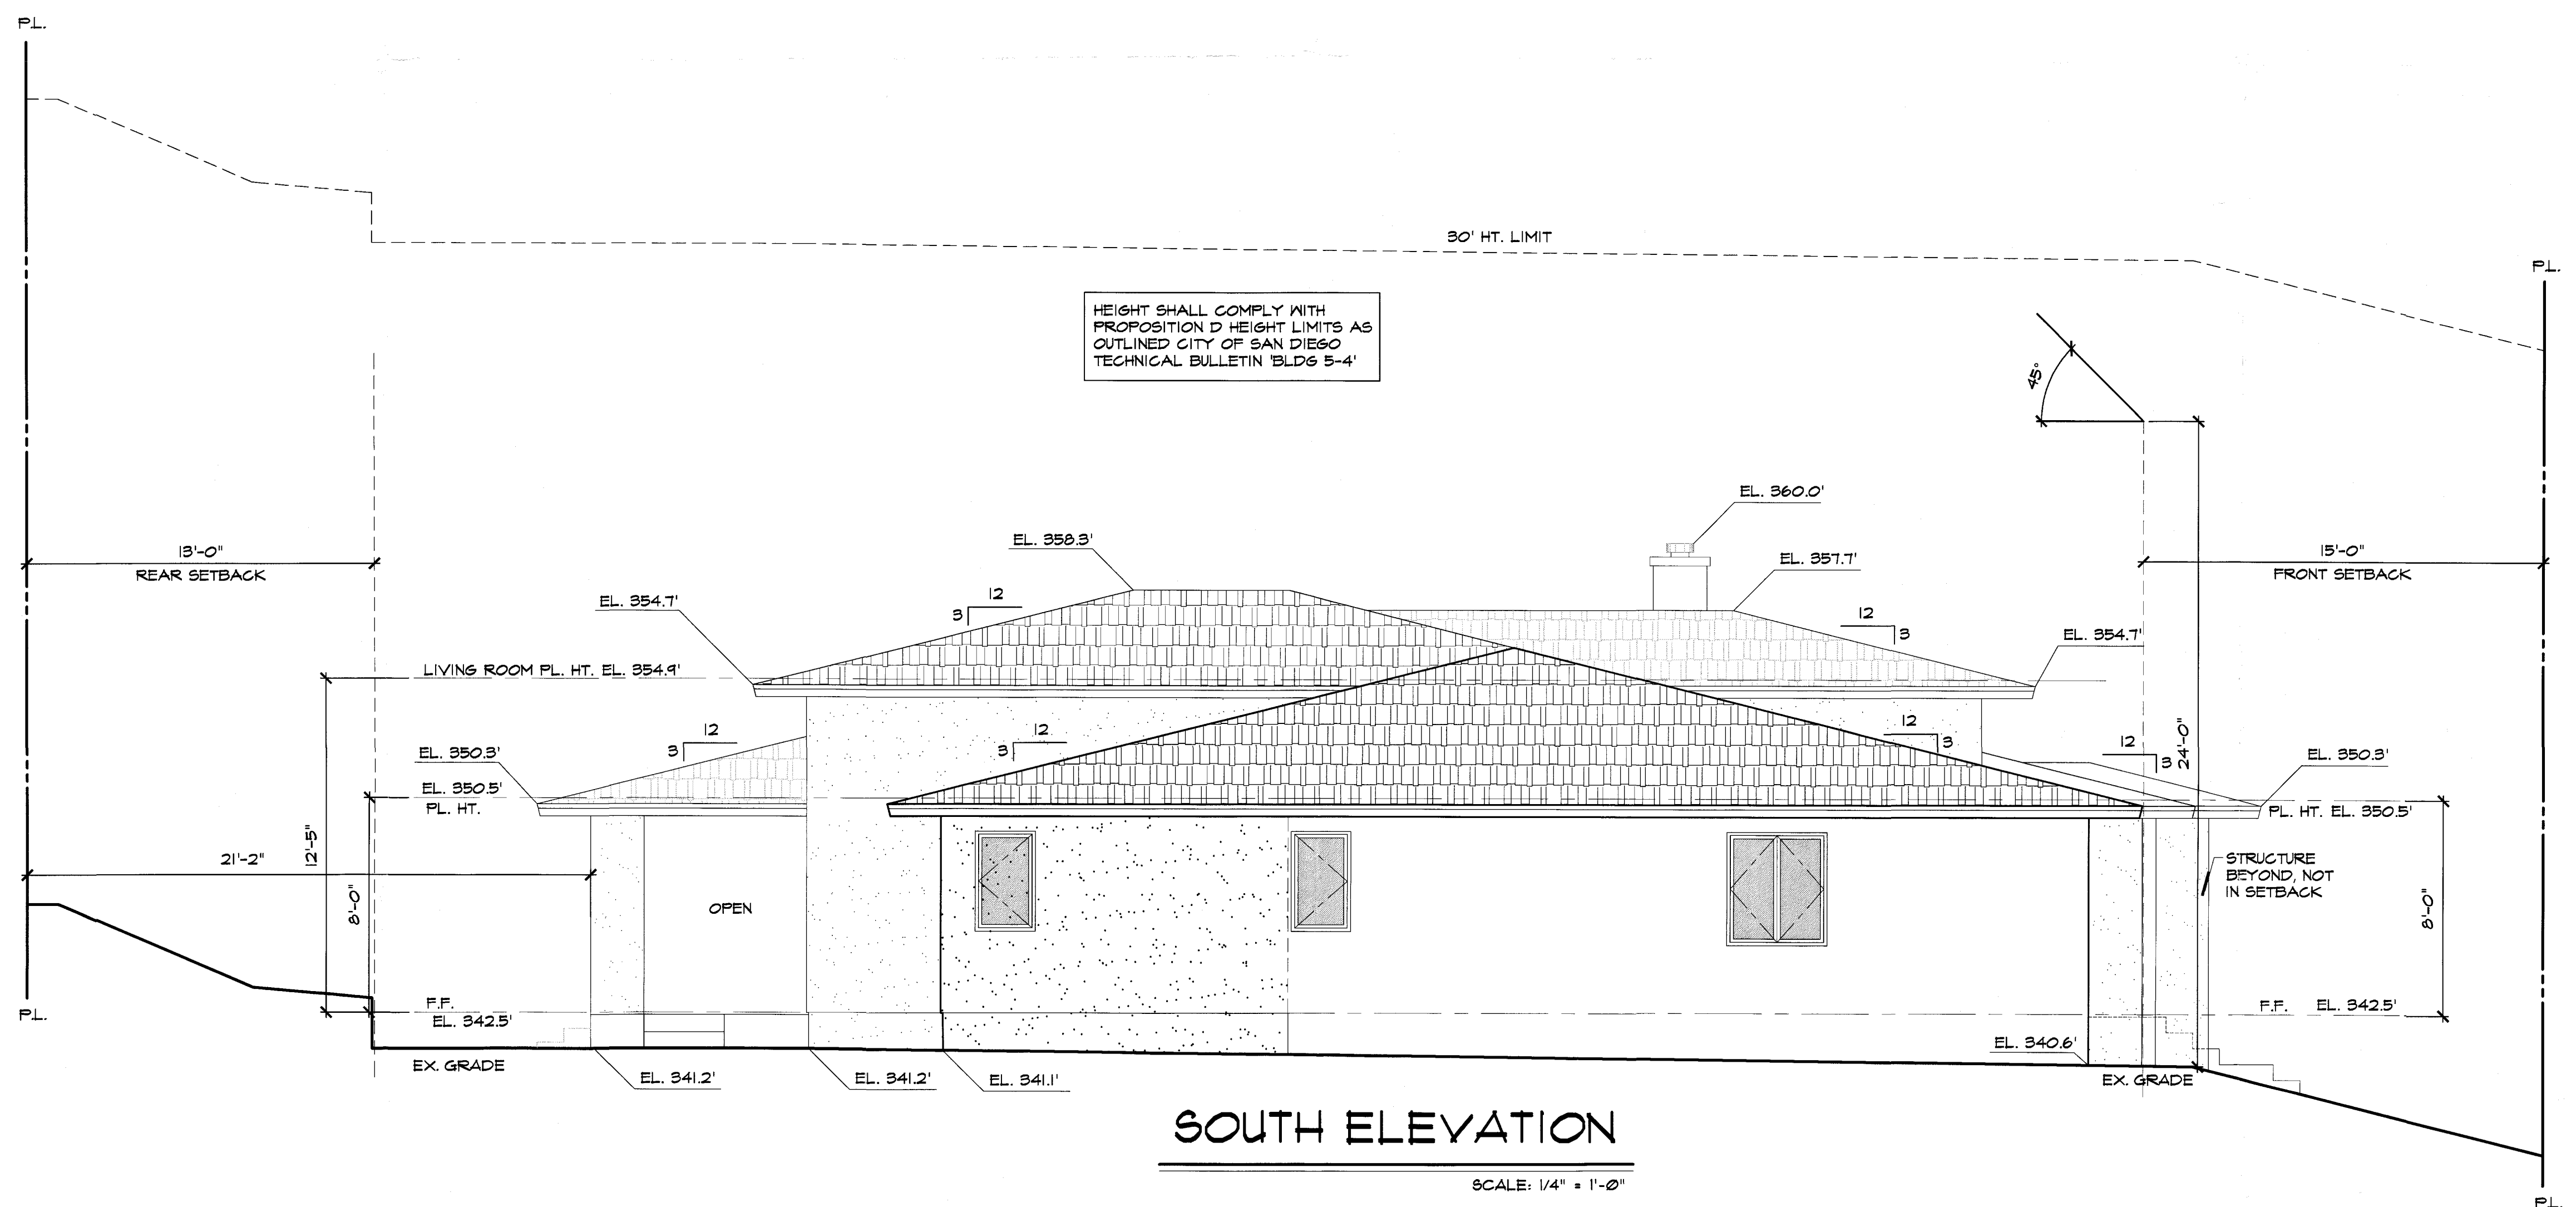 P.L.
30' HT. LIMIT
P.L.
HEIGHT SHALL COMPLY WITH
PROPOSITION D HEIGHT LIMITS AS
OUTLINED CITY OF SAN DIEGO
TECHNICAL BULLETIN 'BLDG 5-4'
45°
EL. 360.0'
EL. 358.3'
13'-0"
REAR SETBACK
EL. 357.7'
15'-0"
FRONT SETBACK
EL. 354.7'
12
3
12
3
EL. 354.7'
LIVING ROOM PL. HT. EL. 354.9'
24'-0"
12
3
12
3
12
3
12
3
EL. 350.3'
EL. 350.3'
EL. 350.5'
PL. HT.
PL. HT. EL. 350.5'
21'-2"
12'-5"
8'-0"
OPEN
STRUCTURE
BEYOND, NOT
IN SETBACK
8'-0"
F.F.
EL. 342.5'
F.F. EL. 342.5'
P.L.
EX. GRADE
EL. 341.2'
EL. 341.2'
EL. 341.1'
EL. 340.6'
EX. GRADE
SOUTH ELEVATION
SCALE: 1/4" = 1'-0"
P.L.